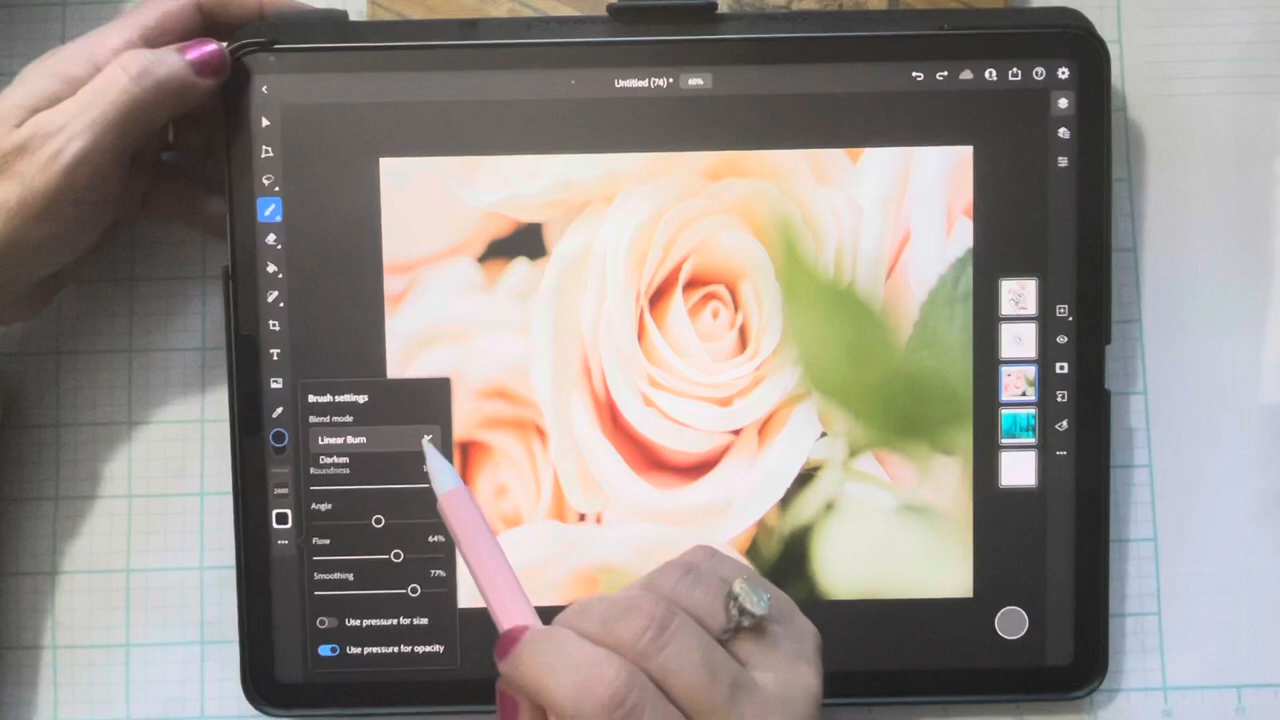 Untitled (74) * 60%
T
Brush settings
Blend mode
Linear Burn
Darken
Roundness
Angle
Flow 64%
Smoothing 77%
2400
Use pressure for size
Use pressure for opacity